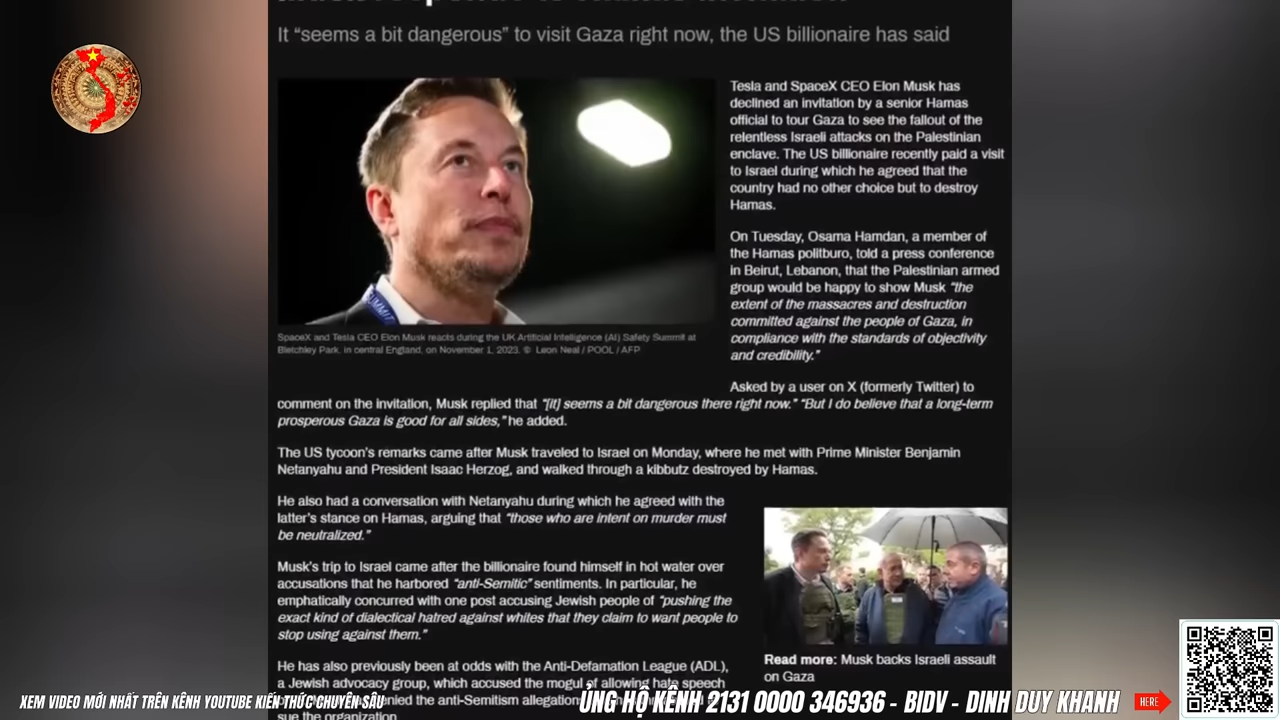 It “seems a bit dangerous” to visit Gaza right now, the US billionaire has said
Tesla and SpaceX CEO Elon Musk has
declined an invitation by a senior Hamas
official to tour Gaza to see the fallout of the
relentless Israeli attacks on the Palestinian
enclave. The US billionaire recently paid a visit
to Israel during which he agreed that the
country had no other choice but to destroy
Hamas.
On Tuesday, Osama Hamdan, a member of
the Hamas politburo, told a press conference
in Beirut, Lebanon, that the Palestinian armed
group would be happy to show Musk “the
extent of the massacres and destruction
committed against the people of Gaza, in
compliance with the standards of objectivity
and credibility.”
SpaceX and Tesla CEO Elon Musk reacts during the UK Artificial Intelligence (AI) Safety Summit at
Bletchley Park, in central England, on November 1, 2023. © Leon Neal / POOL / AFP
Asked by a user on X (formerly Twitter) to
comment on the invitation, Musk replied that “[it] seems a bit dangerous there right now.” “But I do believe that a long-term
prosperous Gaza is good for all sides,” he added.
The US tycoon’s remarks came after Musk traveled to Israel on Monday, where he met with Prime Minister Benjamin
Netanyahu and President Isaac Herzog, and walked through a kibbutz destroyed by Hamas.
He also had a conversation with Netanyahu during which he agreed with the
latter’s stance on Hamas, arguing that “those who are intent on murder must
be neutralized.”
Musk’s trip to Israel came after the billionaire found himself in hot water over
accusations that he harbored “anti-Semitic” sentiments. In particular, he
emphatically concurred with one post accusing Jewish people of “pushing the
exact kind of dialectical hatred against whites that they claim to want people to
stop using against them.”
Read more: Musk backs Israeli assault
on Gaza
He has also previously been at odds with the Anti-Defamation League (ADL),
a Jewish advocacy group, which accused the mogul of allowing hate speech
the anti-Semitism
sue the organization
XEM VIDEO MỚI NHẤT TRÊN KÊNH YOUTUBE KIẾN THỨC CHUYÊN SÂU
ỦNG HỘ KÊNH 2131 0000 346936 - BIDV - DINH DUY KHANH
HERE